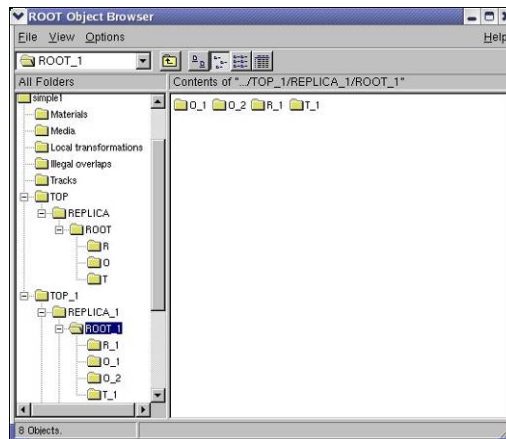 ROOT Object Browser
File View Options Help
ROOT_1
All Folders
Contents of ".../TOP_1/REPLICA_1/ROOT_1"
simple1
Materials
Media
Local transformations
Illegal overlaps
Tracks
TOP
REPLICA
ROOT
R
O
T
TOP_1
REPLICA_1
ROOT_1
R_1
O_1
O_2
T_1
O_1 O_2 R_1 T_1
8 Objects.